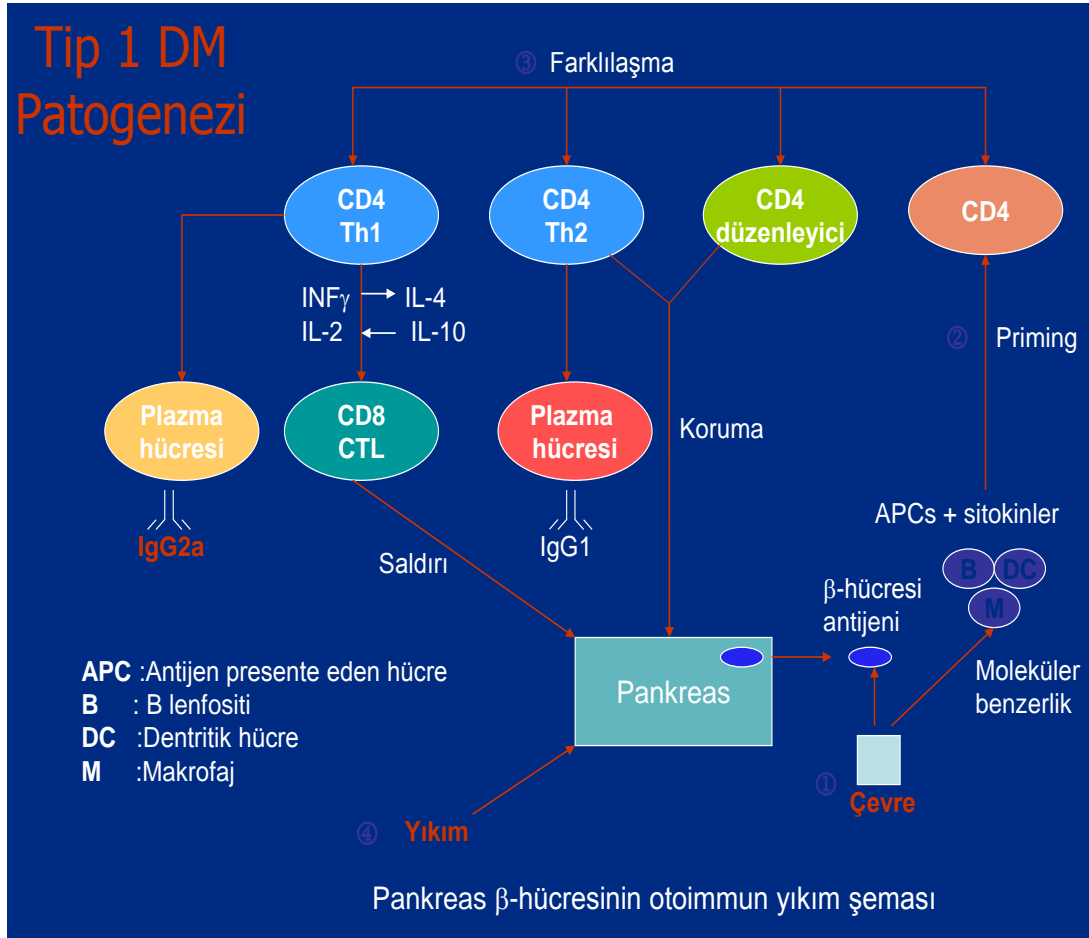 Tip 1 DM
Patogenezi
③ Farklılaşma
CD4
Th1
CD4
Th2
CD4
düzenleyici
CD4
INFγ → IL-4
IL-2 ← IL-10
② Priming
Plazma
hücresi
CD8
CTL
Plazma
hücresi
Koruma
IgG2a
IgG1
Saldırı
APCs + sitokinler
B
DC
M
β-hücresi
antijeni
Moleküler
benzerlik
Pankreas
APC :Antijen presente eden hücre
B : B lenfositi
DC :Dentritik hücre
M :Makrofaj
① Çevre
④ Yıkım
Pankreas β-hücresinin otoimmun yıkım şeması